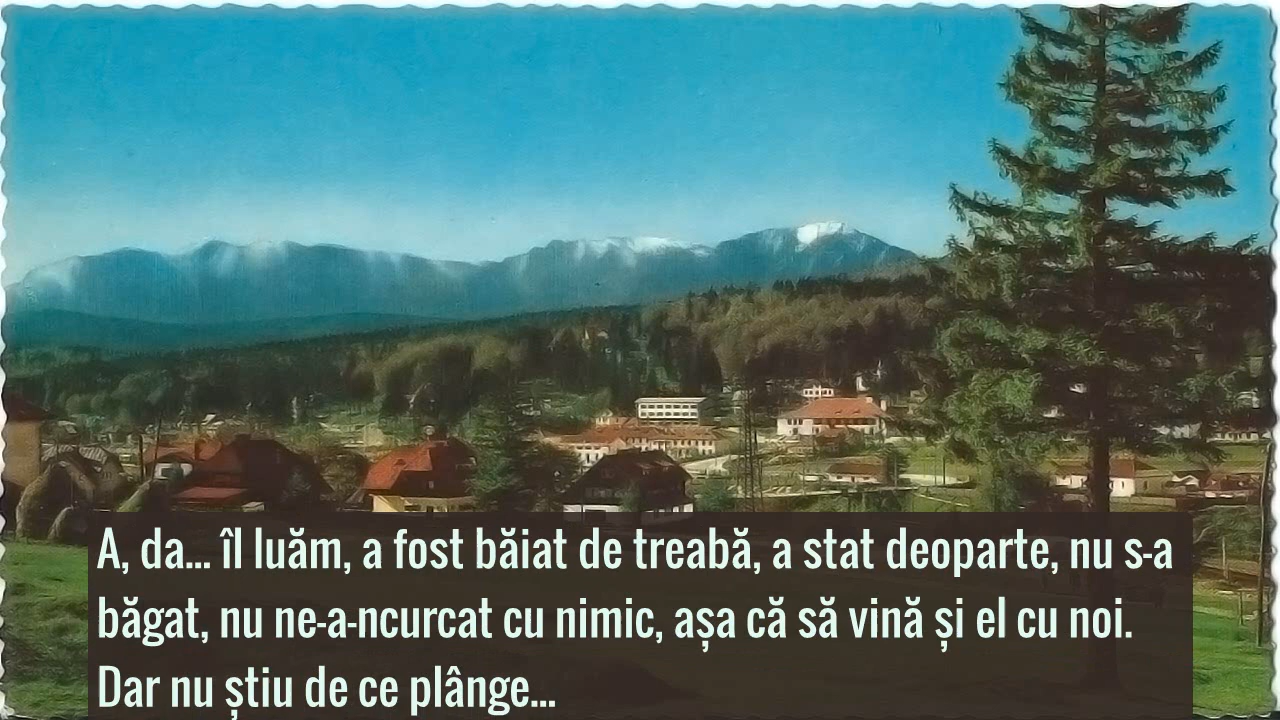 A, da... îl luăm, a fost băiat de treabă, a stat deoparte, nu s-a
băgat, nu ne-a-ncurcat cu nimic, așa că să vină și el cu noi.
Dar nu știu de ce plânge...